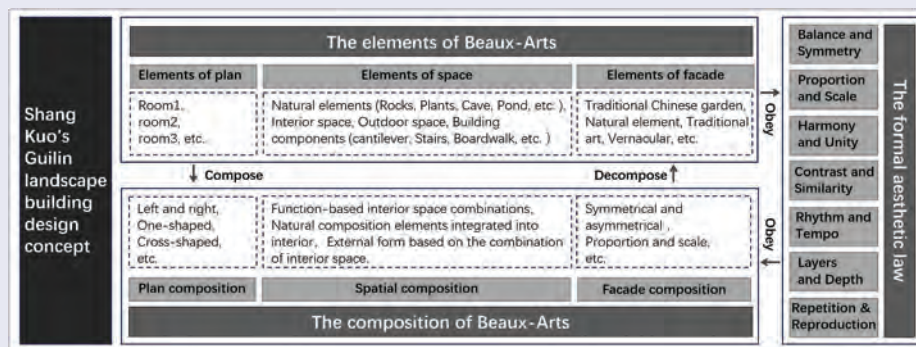 Shang
Kuo's
Guilin
landscape
building
design
concept
The elements of Beaux-Arts
Elements of plan
Elements of space
Elements of facade
Room1,
room2,
room3, etc.
Natural elements (Rocks, Plants, Cave, Pond, etc. ),
Interior space, Outdoor space, Building
components (cantilever, Stairs, Boardwalk, etc. )
Traditional Chinese garden,
Natural element, Traditional
art, Vernacular, etc.
Obey
Compose
Decompose
Left and right,
One-shaped,
Cross-shaped,
etc.
Function-based interior space combinations,
Natural composition elements integrated into
interior, External form based on the combination
of interior space.
Symmetrical and
asymmetrical ,
Proportion and scale,
etc.
Obey
Plan composition
Spatial composition
Facade composition
The composition of Beaux-Arts
Balance and
Symmetry
Proportion
and Scale
Harmony
and Unity
Contrast and
Similarity
Rhythm and
Tempo
Layers
and Depth
Repetition &
Reproduction
The formal aesthetic law